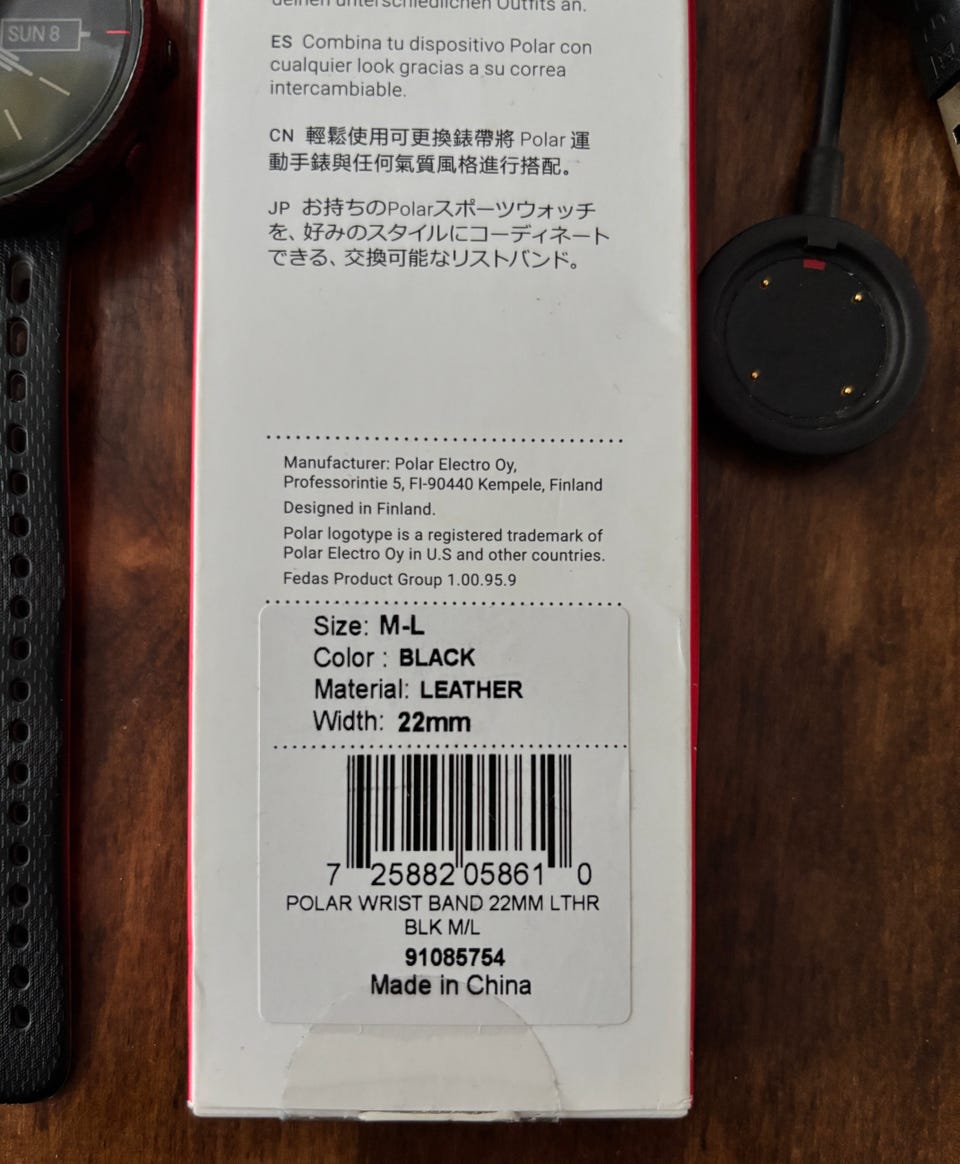 SUN 8
deinen unterschiedlichen Outfits an.
ES Combina tu dispositivo Polar con
cualquier look gracias a su correa
intercambiable.
CN 輕鬆使用可更換錶帶將 Polar 運
動手錶與任何氣質風格進行搭配。
JP お持ちのPolarスポーツウォッチ
を、好みのスタイルにコーディネート
できる、交換可能なリストバンド。
Manufacturer: Polar Electro Oy,
Professorintie 5, FI-90440 Kempele, Finland
Designed in Finland.
Polar logotype is a registered trademark of
Polar Electro Oy in U.S and other countries.
Fedas Product Group 1.00.95.9
Size: M-L
Color : BLACK
Material: LEATHER
Width: 22mm
7 25882 05861 0
POLAR WRIST BAND 22MM LTHR
BLK M/L
91085754
Made in China